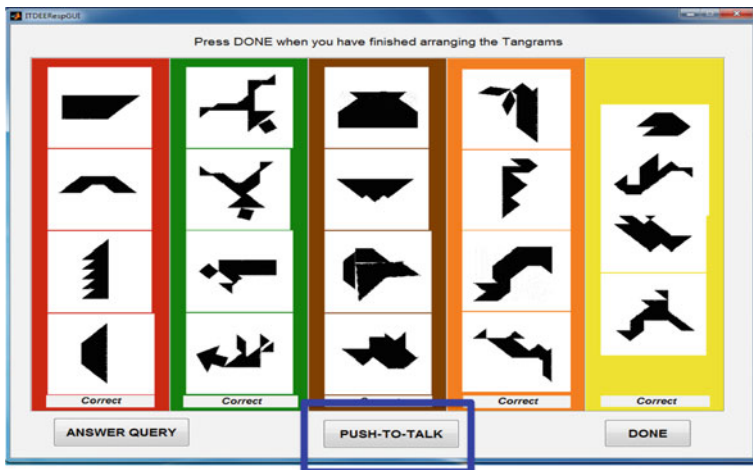 ITDEERespGUI
Press DONE when you have finished arranging the Tangrams
Correct Correct Correct Correct Correct
ANSWER QUERY PUSH-TO-TALK DONE